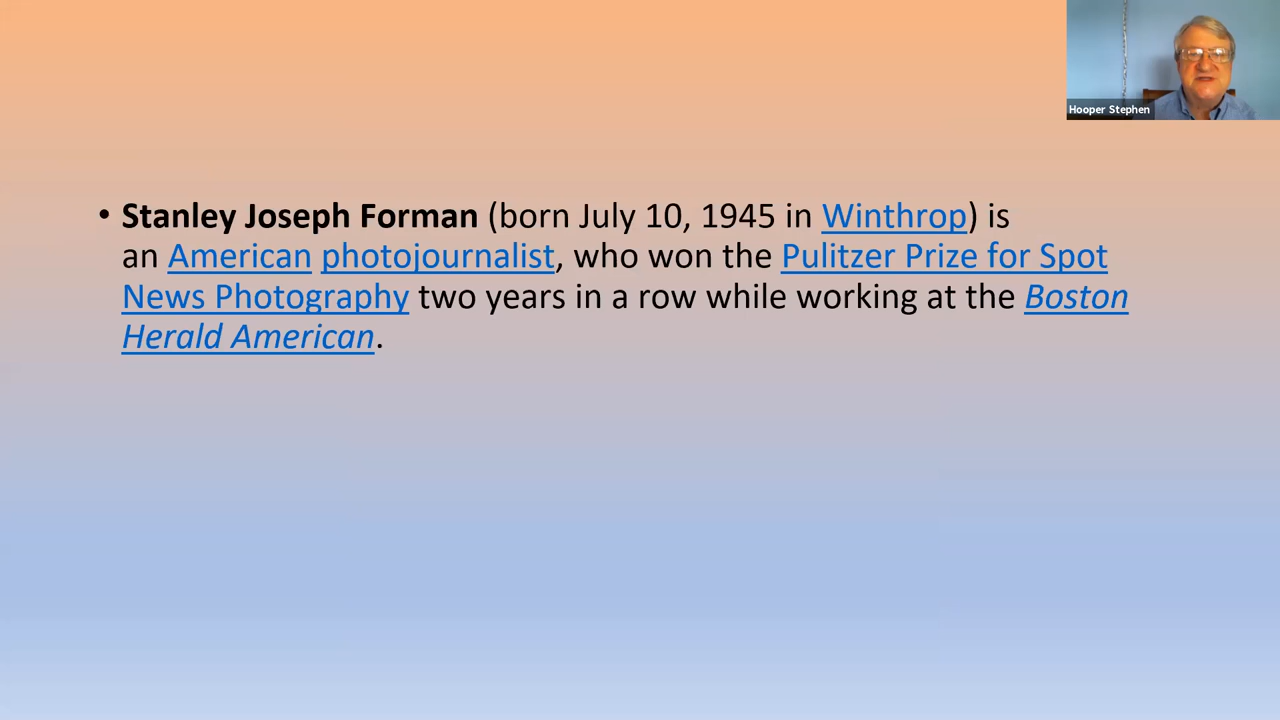 Hooper Stephen
• Stanley Joseph Forman (born July 10, 1945 in Winthrop) is
an American photojournalist, who won the Pulitzer Prize for Spot
News Photography two years in a row while working at the Boston
Herald American.